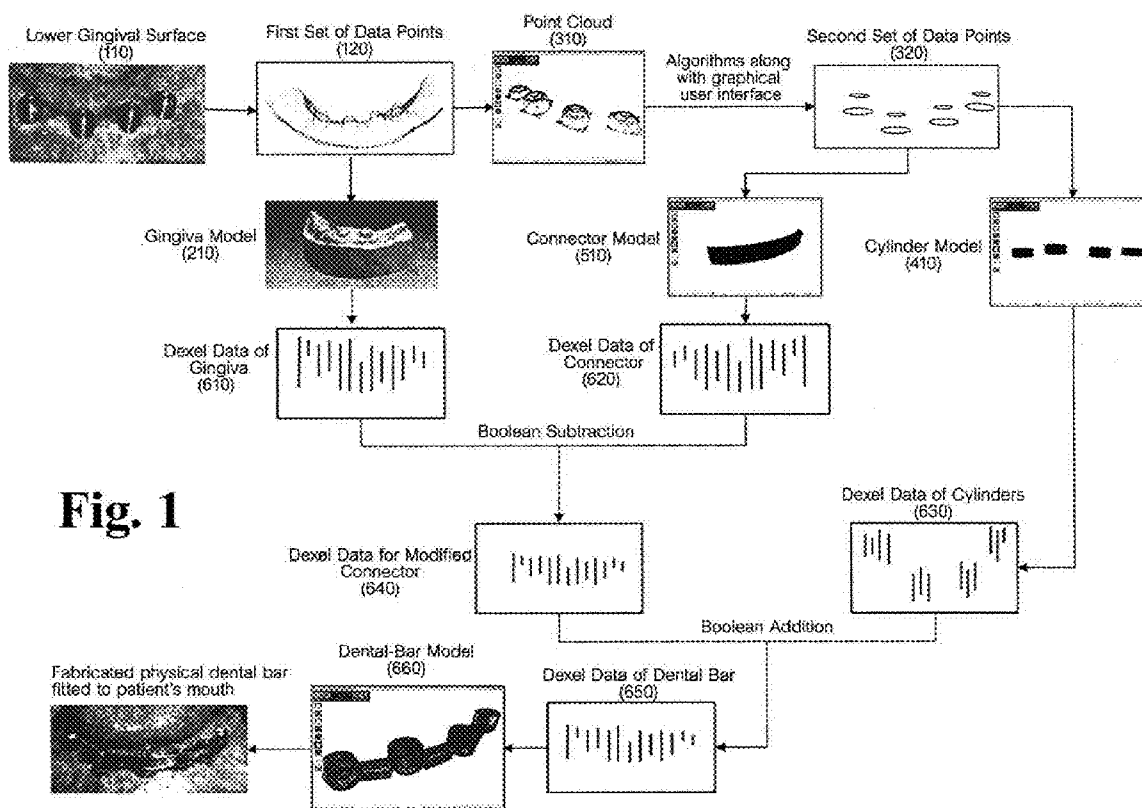 Lower Gingival Surface
(110)
First Set of Data Points
(120)
Point Cloud
(310)
Algorithms along
with graphical
user interface
Second Set of Data Points
(320)
Gingiva Model
(210)
Connector Model
(510)
Cylinder Model
(410)
Dexel Data of
Gingiva
(610)
Dexel Data of
Connector
(620)
Boolean Subtraction
Fig. 1
Dexel Data of Cylinders
(630)
Dexel Data for Modified
Connector
(640)
Boolean Addition
Fabricated physical dental bar
fitted to patient's mouth
Dental-Bar Model
(660)
Dexel Data of Dental Bar
(650)